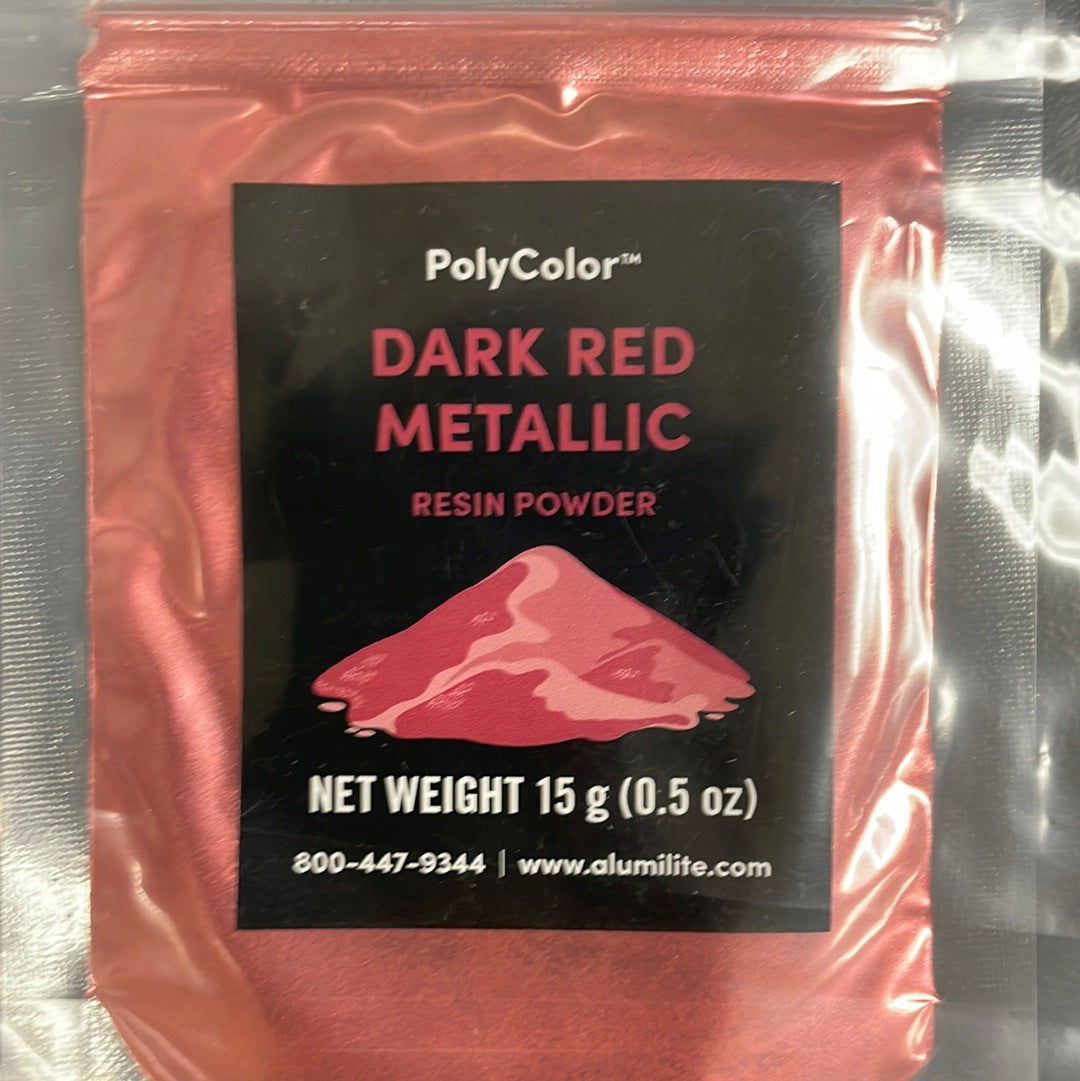 PolyColor™
DARK RED
METALLIC
RESIN POWDER
NET WEIGHT 15 g (0.5 oz)
800-447-9344 | www.alumilite.com